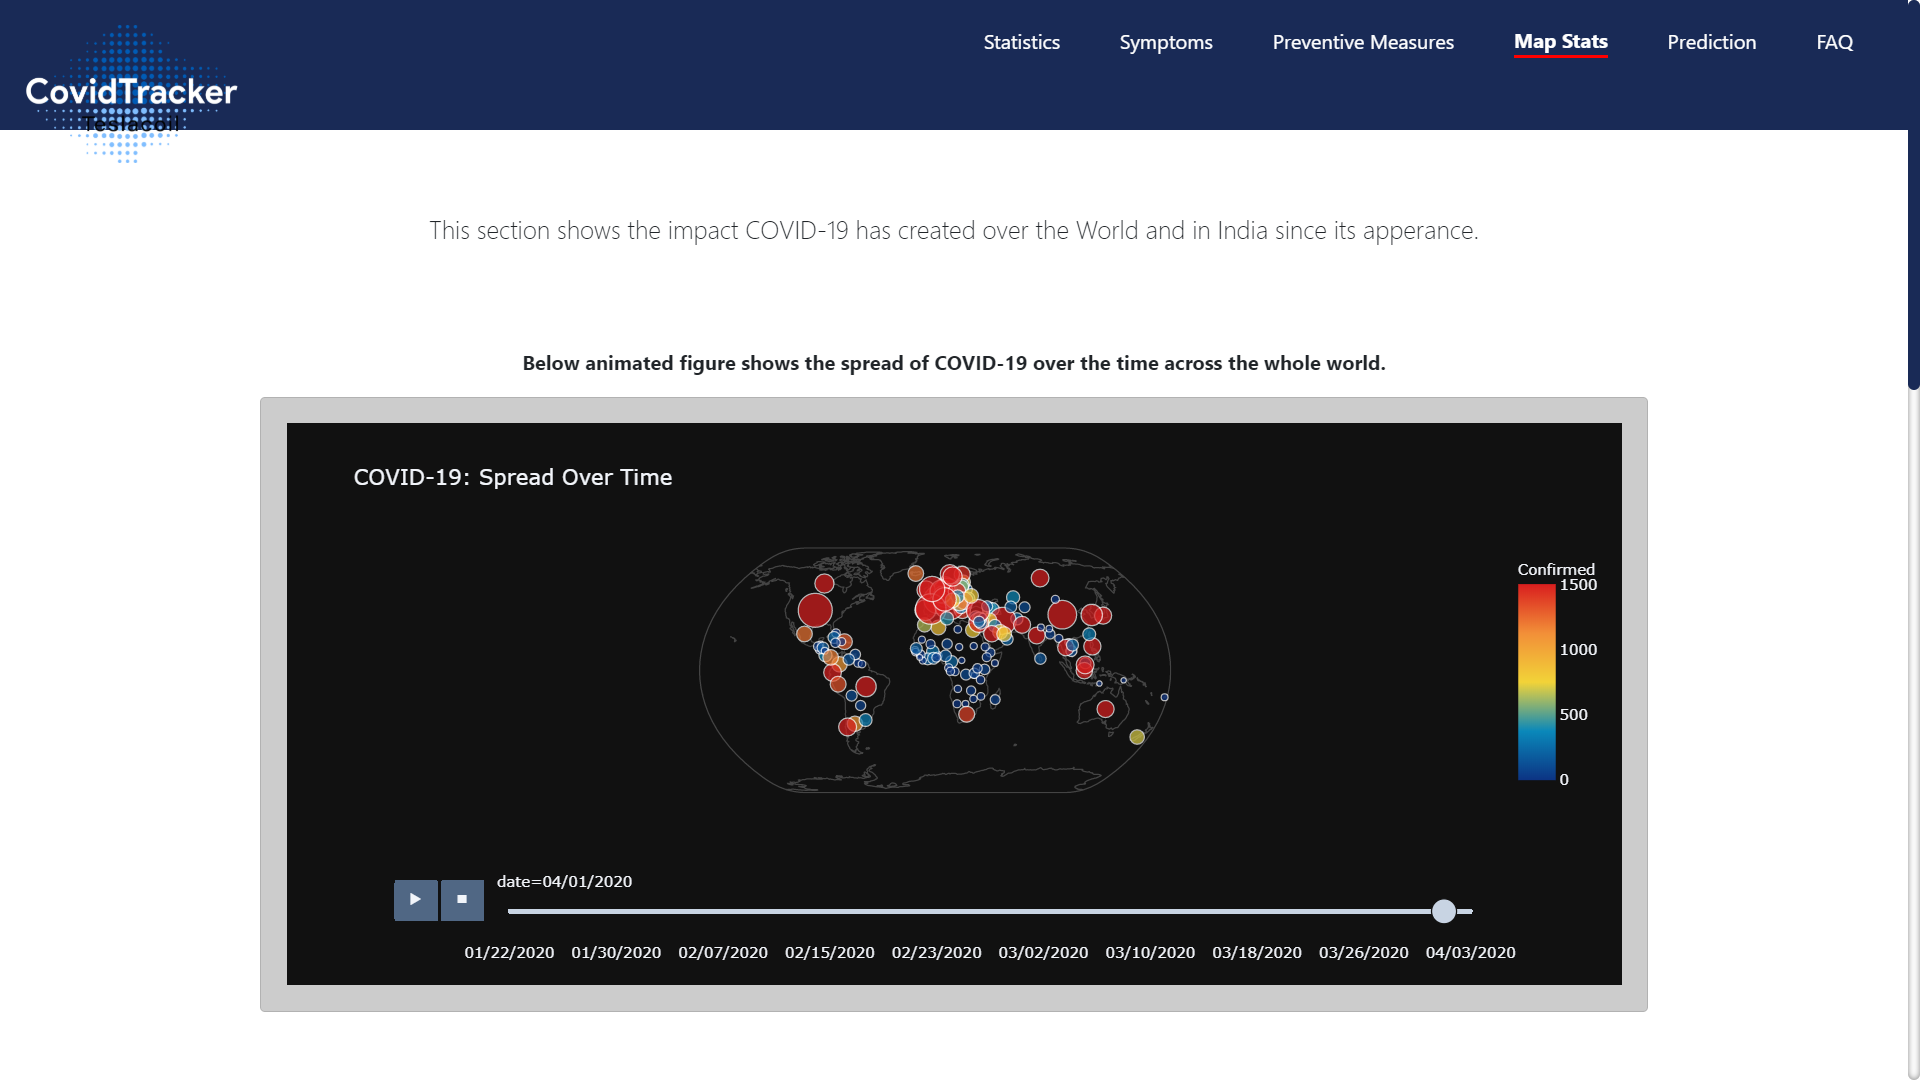 Statistics
Symptoms
Preventive Measures
Map Stats
Prediction
FAQ
CovidTracker
Teslacoil
This section shows the impact COVID-19 has created over the World and in India since its apperance.
Below animated figure shows the spread of COVID-19 over the time across the whole world.
COVID-19: Spread Over Time
Confirmed
1500
1000
500
0
date=04/01/2020
01/22/2020
01/30/2020
02/07/2020
02/15/2020
02/23/2020
03/02/2020
03/10/2020
03/18/2020
03/26/2020
04/03/2020